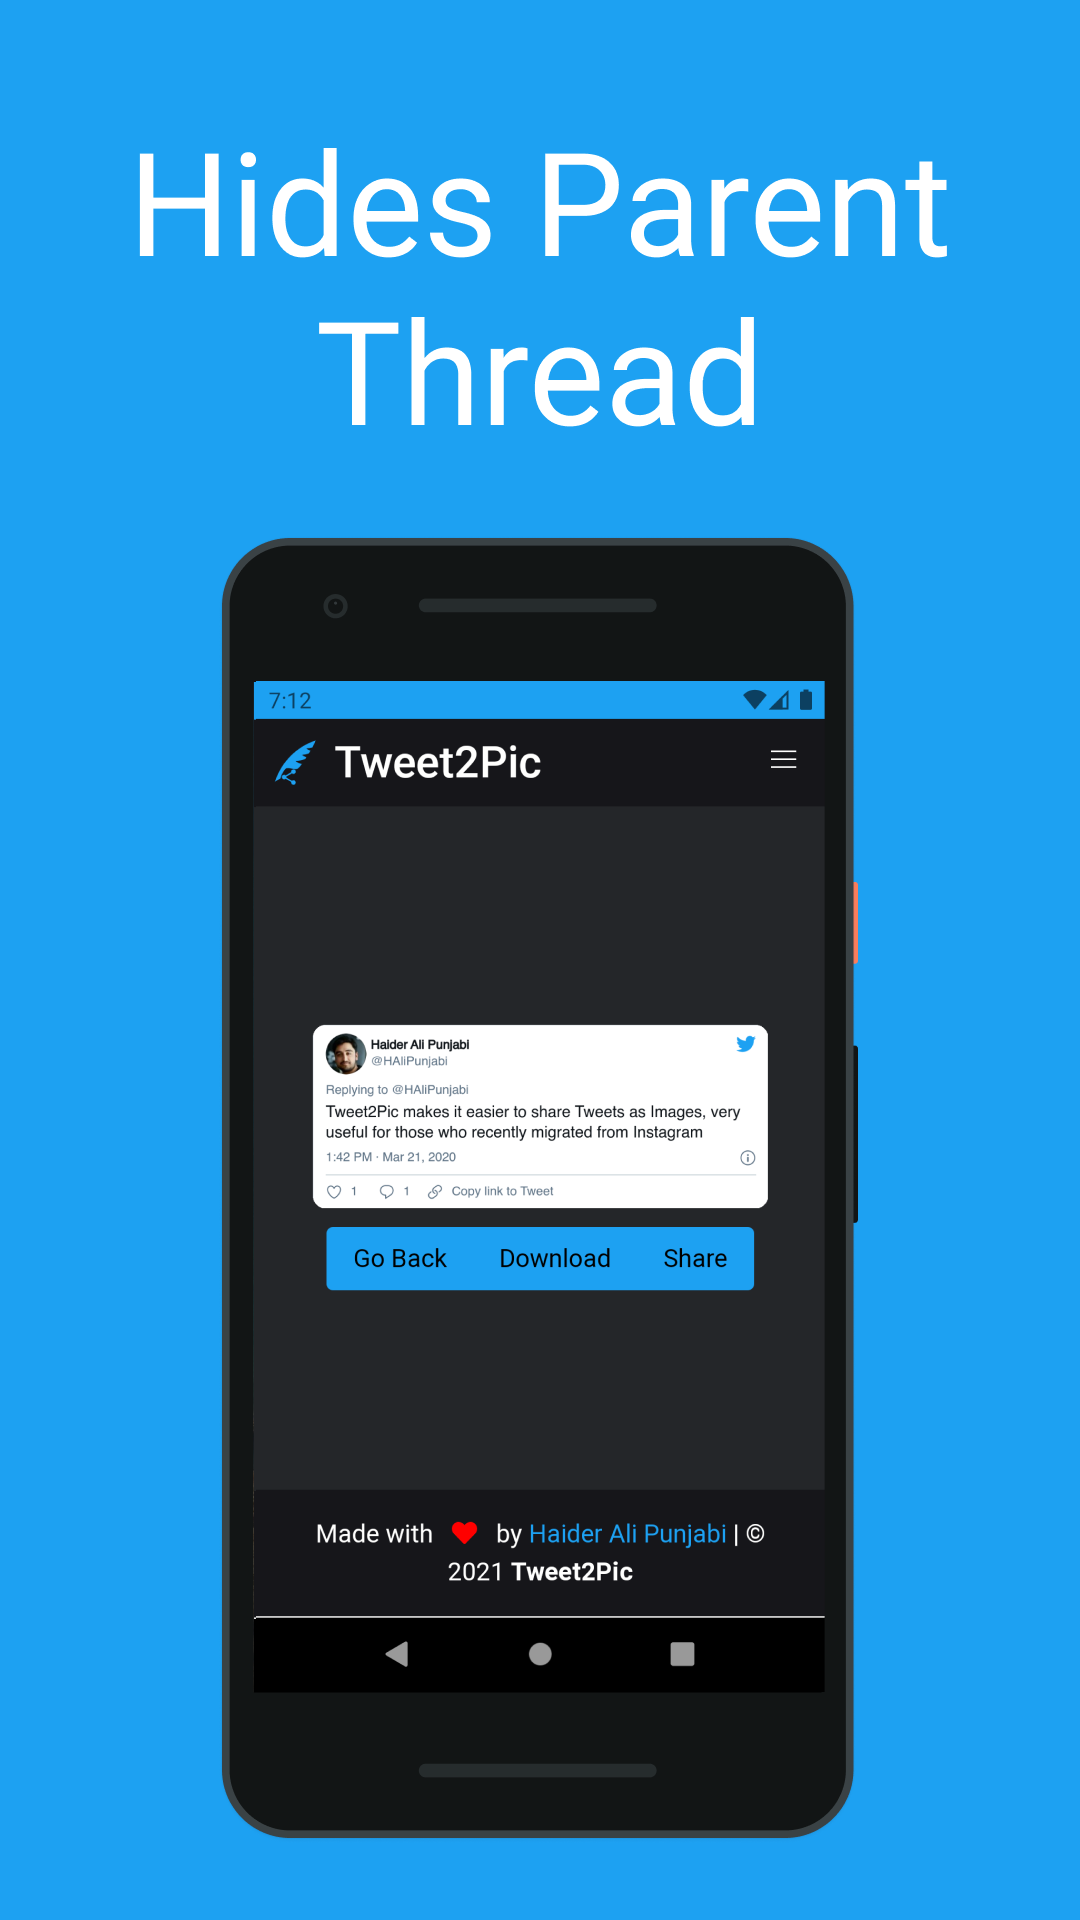 Hides Parent
Thread
7:12
Tweet2Pic
Haider Ali Punjabi
@HAliPunjabi
Replying to @HAliPunjabi
Tweet2Pic makes it easier to share Tweets as Images, very
useful for those who recently migrated from Instagram
1:42 PM · Mar 21, 2020
1 1 Copy link to Tweet
Go Back Download Share
Made with ❤ by Haider Ali Punjabi | ©
2021 Tweet2Pic